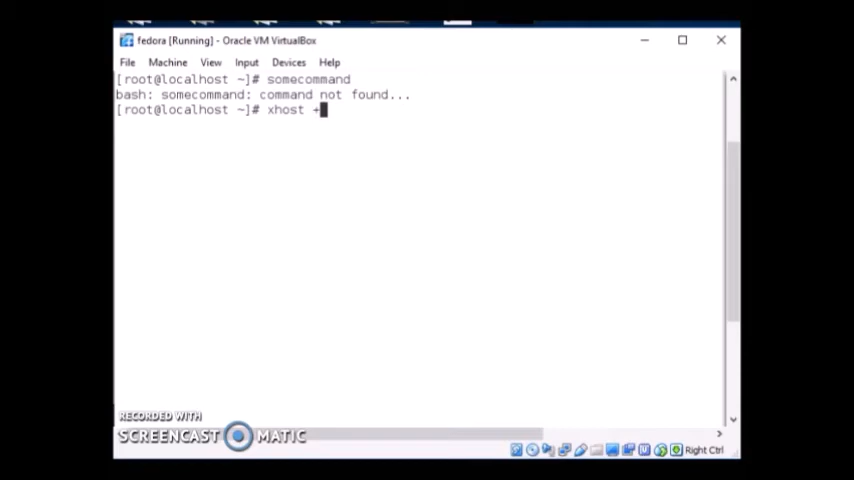 fedora [Running] - Oracle VM VirtualBox
File Machine View Input Devices Help
[root@localhost ~]# somecommand
bash: somecommand: command not found...
[root@localhost ~]# xhost +
RECORDED WITH
SCREENCAST MATIC
Right Ctrl